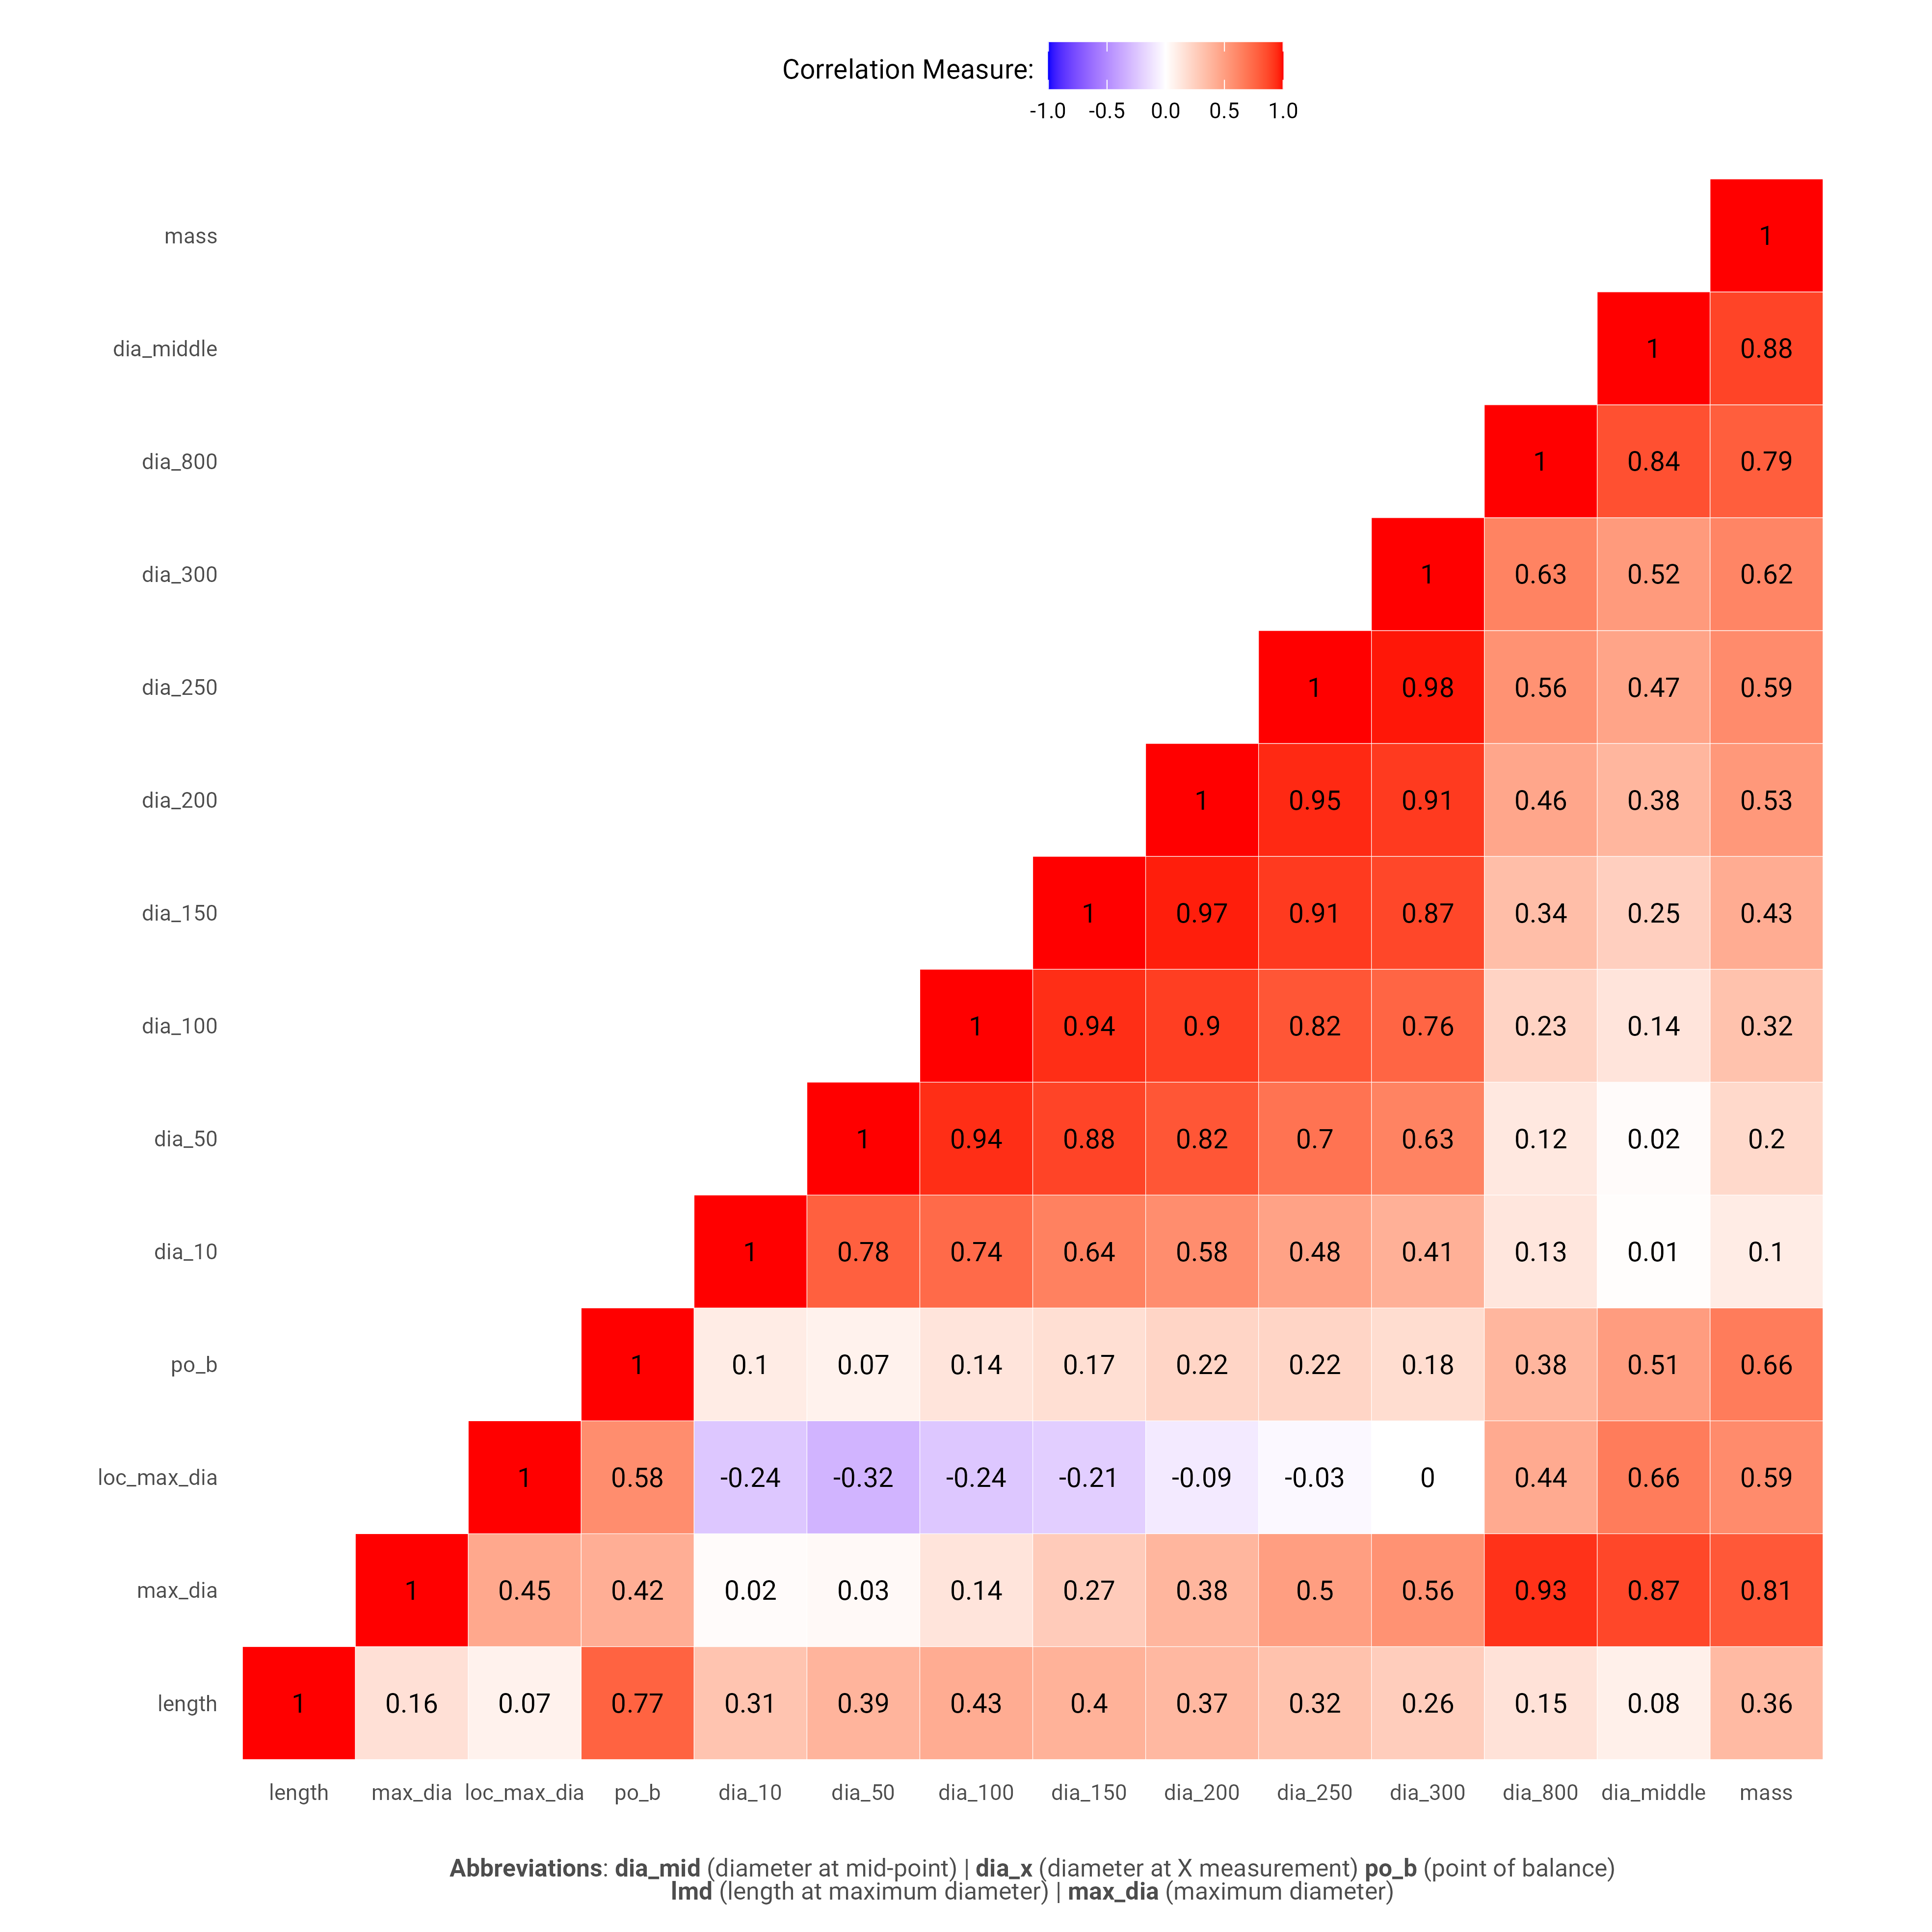 Correlation Measure:
-1.0 -0.5 0.0 0.5 1.0
mass 1
dia_middle 1 0.88
dia_800 1 0.84 0.79
dia_300 1 0.63 0.52 0.62
dia_250 1 0.98 0.56 0.47 0.59
dia_200 1 0.95 0.91 0.46 0.38 0.53
dia_150 1 0.97 0.91 0.87 0.34 0.25 0.43
dia_100 1 0.94 0.9 0.82 0.76 0.23 0.14 0.32
dia_50 1 0.94 0.88 0.82 0.7 0.63 0.12 0.02 0.2
dia_10 1 0.78 0.74 0.64 0.58 0.48 0.41 0.13 0.01 0.1
po_b 1 0.1 0.07 0.14 0.17 0.22 0.22 0.18 0.38 0.51 0.66
loc_max_dia 1 0.58 -0.24 -0.32 -0.24 -0.21 -0.09 -0.03 0 0.44 0.66 0.59
max_dia 1 0.45 0.42 0.02 0.03 0.14 0.27 0.38 0.5 0.56 0.93 0.87 0.81
length 1 0.16 0.07 0.77 0.31 0.39 0.43 0.4 0.37 0.32 0.26 0.15 0.08 0.36
length max_dia loc_max_dia po_b dia_10 dia_50 dia_100 dia_150 dia_200 dia_250 dia_300 dia_800 dia_middle mass
Abbreviations: dia_mid (diameter at mid-point) | dia_x (diameter at X measurement) po_b (point of balance)
lmd (length at maximum diameter) | max_dia (maximum diameter)